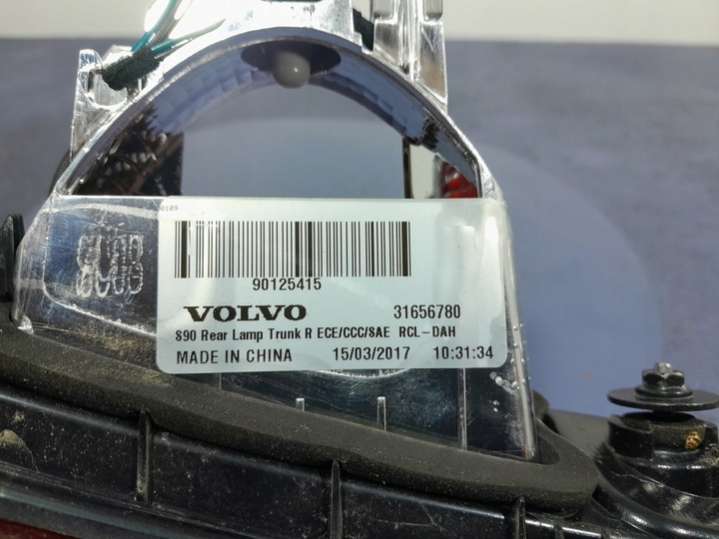 90125415
VOLVO 31656780
S90 Rear Lamp Trunk R ECE/CCC/SAE RCL-DAH
MADE IN CHINA 15/03/2017 10:31:34